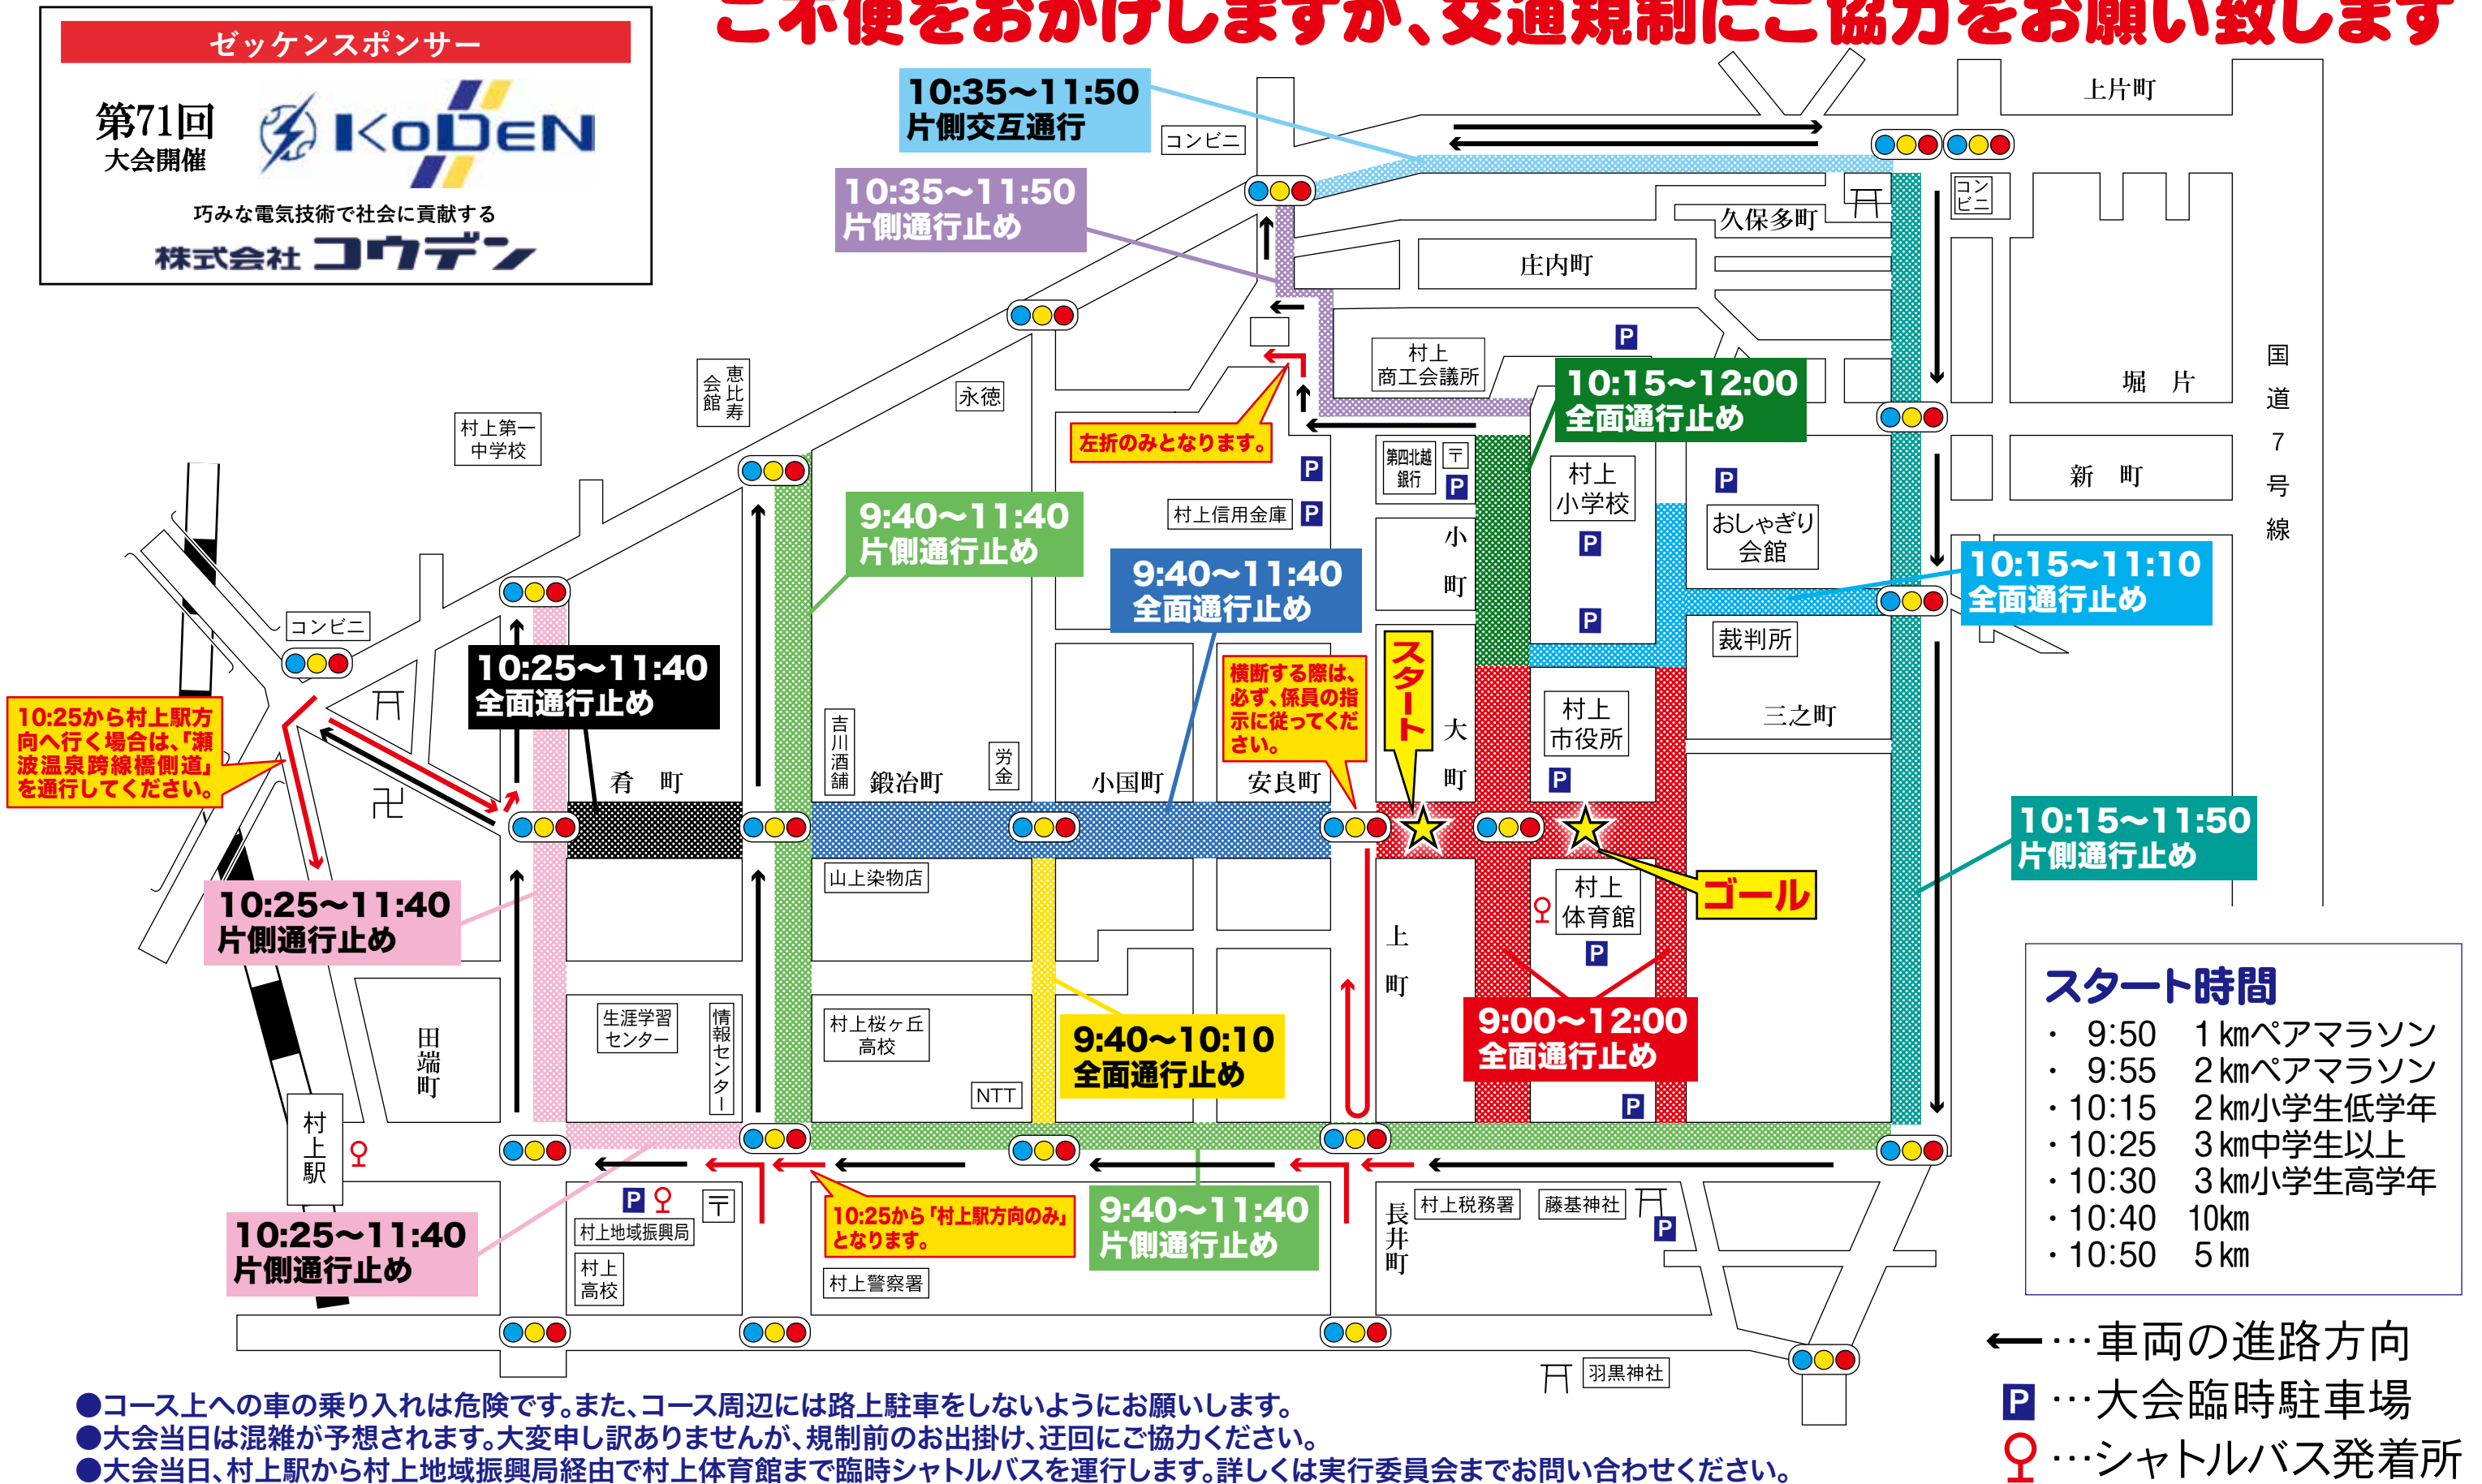 ご不便をおかけしますが、交通規制にご協力をお願い致します
ゼッケンスポンサー
第71回
大会開催
KODEN
巧みな電気技術で社会に貢献する
株式会社 コウデン
10:35〜11:50
片側交互通行
コンビニ
上片町
10:35〜11:50
片側通行止め
コン
ビニ
久保多町
庄内町
国道7号線
村上
商工会議所
P
10:15〜12:00
全面通行止め
堀 片
恵比寿
会館
永徳
村上第一
中学校
左折のみとなります。
第四北越
銀行
〒
P
P
村上信用金庫
P
村上
小学校
P
P
P
おしゃぎり
会館
新 町
小町
9:40〜11:40
片側通行止め
9:40〜11:40
全面通行止め
10:15〜11:10
全面通行止め
裁判所
コンビニ
10:25〜11:40
全面通行止め
横断する際は、
必ず、係員の指
示に従ってくだ
さい。
スタート
大町
村上
市役所
P
三之町
10:25から村上駅方
向へ行く場合は、「瀬
波温泉跨線橋側道」
を通行してください。
卍
肴 町
吉川酒舗
鍛冶町
労金
小国町
安良町
10:15〜11:50
片側通行止め
10:25〜11:40
片側通行止め
山上染物店
村上
体育館
P
ゴール
上町
田端町
生涯学習
センター
情報センター
村上桜ヶ丘
高校
NTT
9:40〜10:10
全面通行止め
9:00〜12:00
全面通行止め
P
村上駅
10:25〜11:40
片側通行止め
P
〒
村上地域振興局
村上
高校
10:25から「村上駅方向のみ」
となります。
村上警察署
9:40〜11:40
片側通行止め
長井町
村上税務署
藤基神社
P
羽黒神社
スタート時間
・ 9:50 1km ペアマラソン
・ 9:55 2km ペアマラソン
・10:15 2km 小学生低学年
・10:25 3km 中学生以上
・10:30 3km 小学生高学年
・10:40 10km
・10:50 5km
←…車両の進路方向
P…大会臨時駐車場
…シャトルバス発着所
●コース上への車の乗り入れは危険です。また、コース周辺には路上駐車をしないようにお願いします。
●大会当日は混雑が予想されます。大変申し訳ありませんが、規制前のお出掛け、迂回にご協力ください。
●大会当日、村上駅から村上地域振興局経由で村上体育館まで臨時シャトルバスを運行します。詳しくは実行委員会までお問い合わせください。